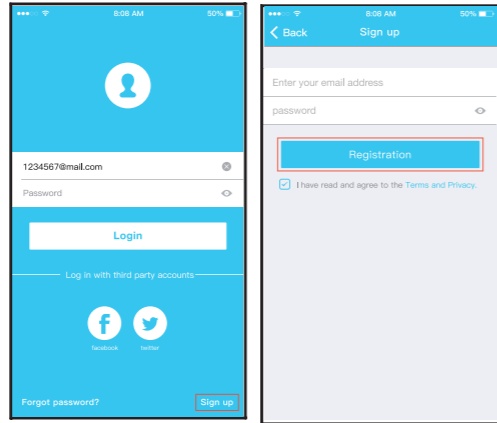 8:08 AM
50%
1234567@mail.com
Password
Login
Log in with third party accounts
facebook
twitter
Forgot password?
Sign up
8:08 AM
50%
Back
Sign up
Enter your email address
password
Registration
I have read and agree to the Terms and Privacy.